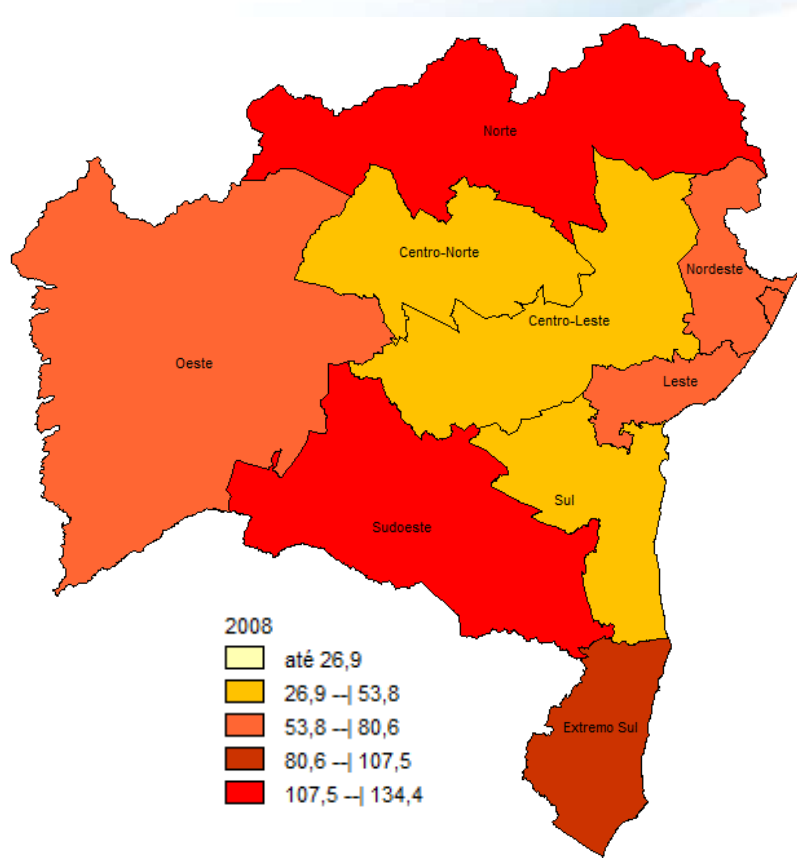 Norte
Centro-Norte
Nordeste
Centro-Leste
Oeste
Leste
Sul
Sudoeste
2008
até 26,9
26,9 --| 53,8
53,8 --| 80,6
80,6 --| 107,5
107,5 --| 134,4
Extremo Sul